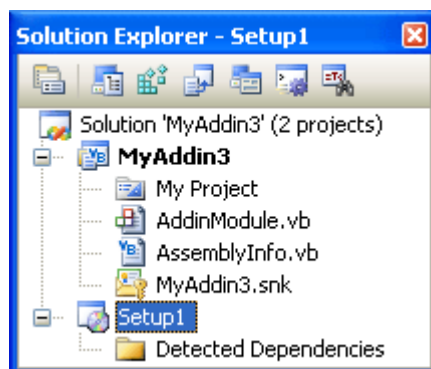 Solution Explorer - Setup1
Solution 'MyAddin3' (2 projects)
MyAddin3
My Project
AddinModule.vb
AssemblyInfo.vb
MyAddin3.snk
Setup1
Detected Dependencies